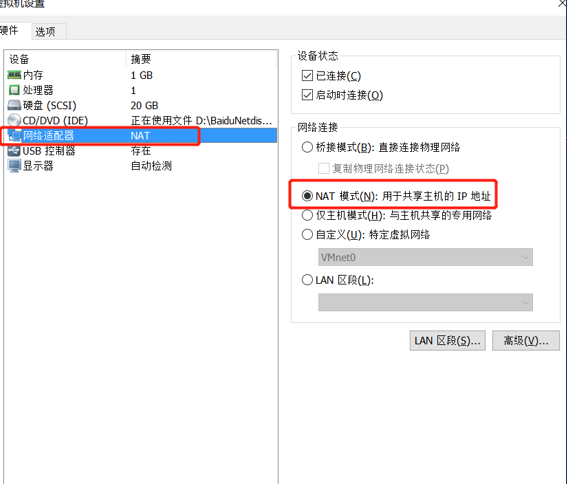 虚拟机设置
硬件 选项
设备 摘要
内存 1 GB
处理器 1
硬盘 (SCSI) 20 GB
CD/DVD (IDE) 正在使用文件 D:\BaiduNetdis...
网络适配器 NAT
USB 控制器 存在
显示器 自动检测
设备状态
已连接(C)
启动时连接(O)
网络连接
桥接模式(B): 直接连接物理网络
复制物理网络连接状态(P)
NAT 模式(N): 用于共享主机的 IP 地址
仅主机模式(H): 与主机共享的专用网络
自定义(U): 特定虚拟网络
VMnet0
LAN 区段(L):
LAN 区段(S)... 高级(V)...